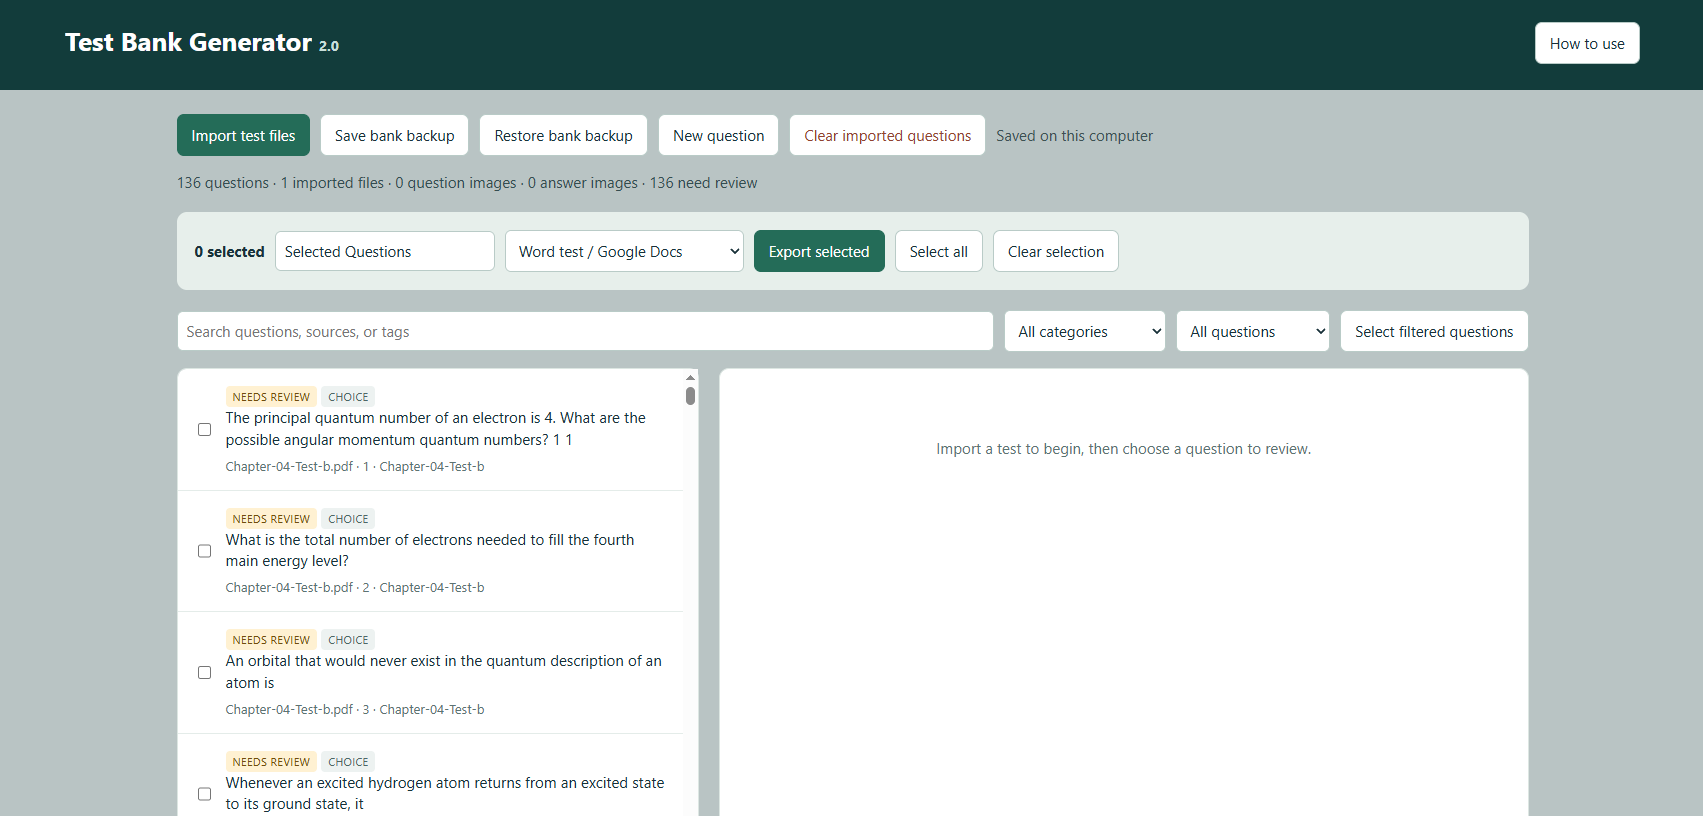 Test Bank Generator 2.0
How to use
Import test files
Save bank backup
Restore bank backup
New question
Clear imported questions
Saved on this computer
136 questions · 1 imported files · 0 question images · 0 answer images · 136 need review
0 selected
Selected Questions
Word test / Google Docs
Export selected
Select all
Clear selection
Search questions, sources, or tags
All categories
All questions
Select filtered questions
NEEDS REVIEW CHOICE
The principal quantum number of an electron is 4. What are the
possible angular momentum quantum numbers? 1 1
Chapter-04-Test-b.pdf · 1 · Chapter-04-Test-b
NEEDS REVIEW CHOICE
What is the total number of electrons needed to fill the fourth
main energy level?
Chapter-04-Test-b.pdf · 2 · Chapter-04-Test-b
NEEDS REVIEW CHOICE
An orbital that would never exist in the quantum description of an
atom is
Chapter-04-Test-b.pdf · 3 · Chapter-04-Test-b
NEEDS REVIEW CHOICE
Whenever an excited hydrogen atom returns from an excited state
to its ground state, it
Import a test to begin, then choose a question to review.